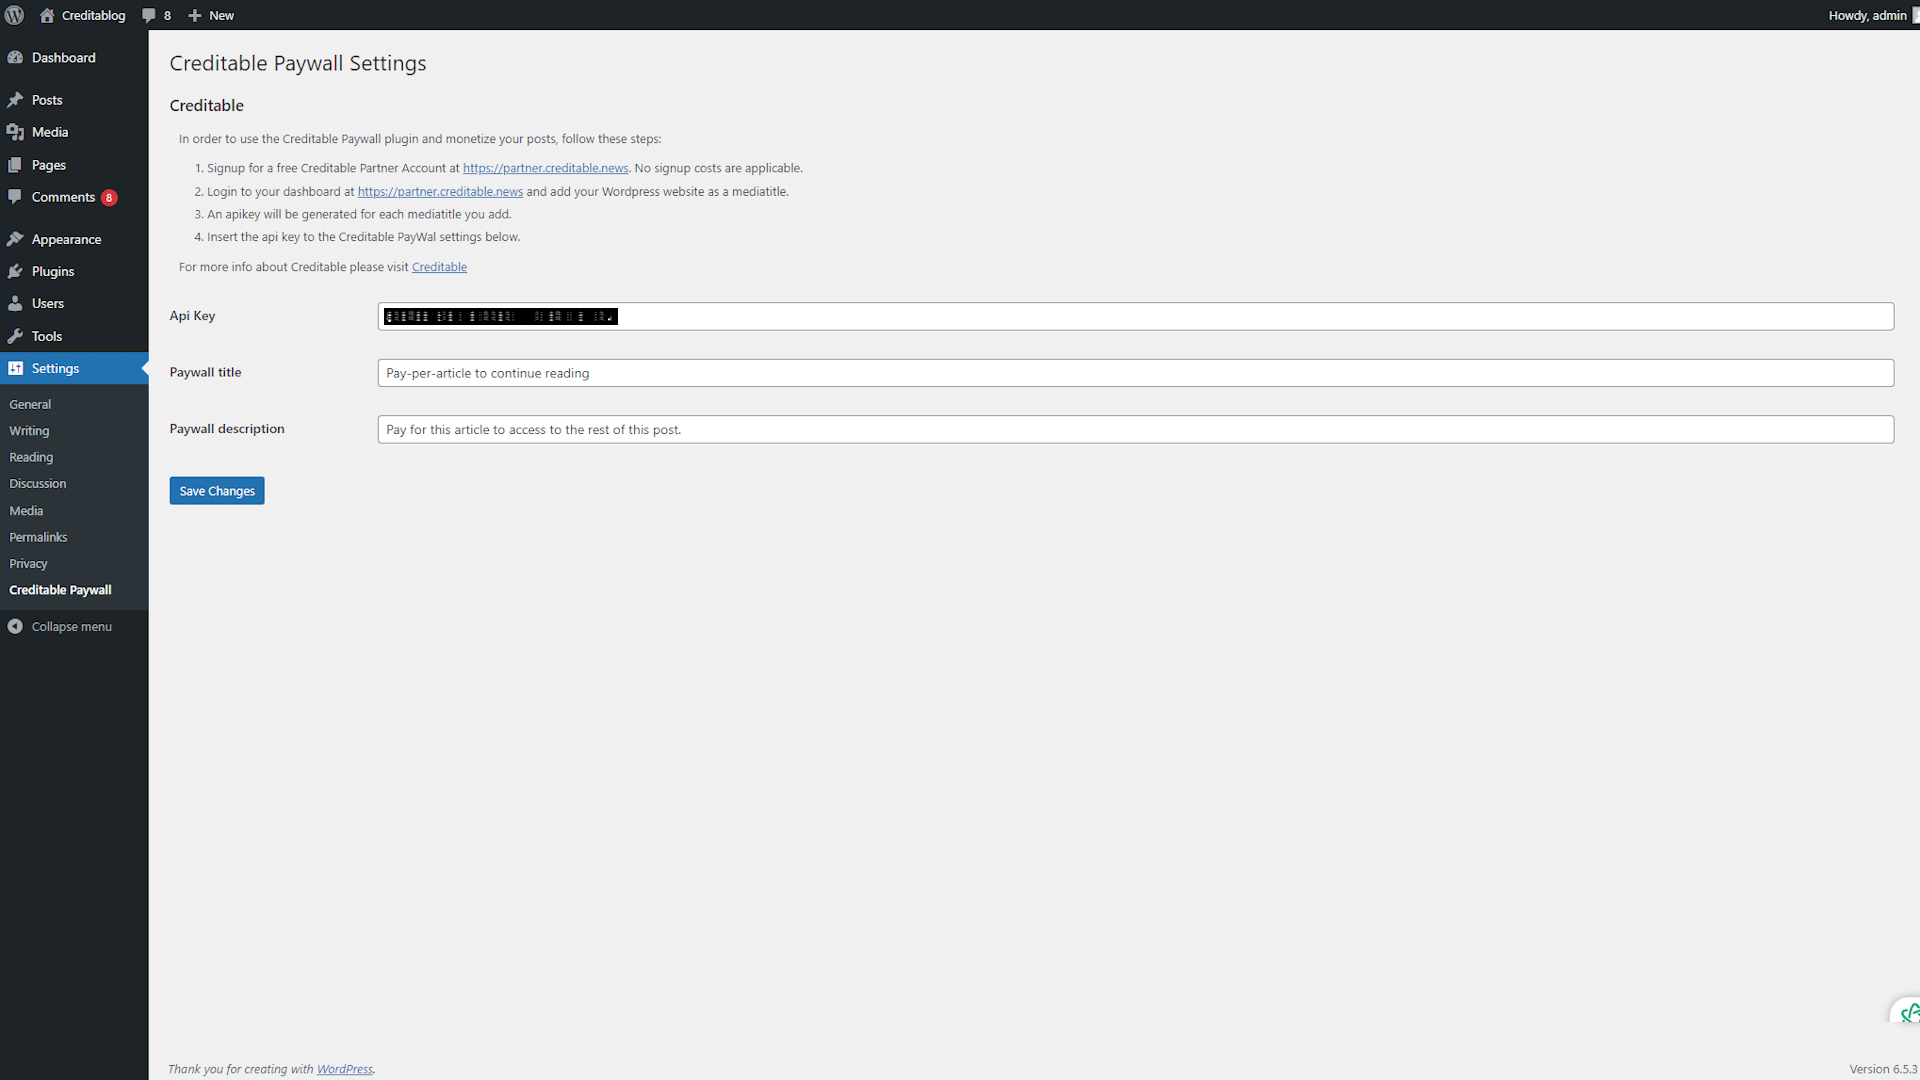 Creditablog 8 New Howdy, admin
Dashboard
Posts
Media
Pages
Comments 8
Appearance
Plugins
Users
Tools
Settings
General
Writing
Reading
Discussion
Media
Permalinks
Privacy
Creditable Paywall
Collapse menu
Creditable Paywall Settings
Creditable
In order to use the Creditable Paywall plugin and monetize your posts, follow these steps:
1. Signup for a free Creditable Partner Account at https://partner.creditable.news. No signup costs are applicable.
2. Login to your dashboard at https://partner.creditable.news and add your Wordpress website as a mediatitle.
3. An apikey will be generated for each mediatitle you add.
4. Insert the api key to the Creditable PayWal settings below.
For more info about Creditable please visit Creditable
Api Key
Paywall title Pay-per-article to continue reading
Paywall description Pay for this article to access to the rest of this post.
Save Changes
Thank you for creating with WordPress. Version 6.5.3